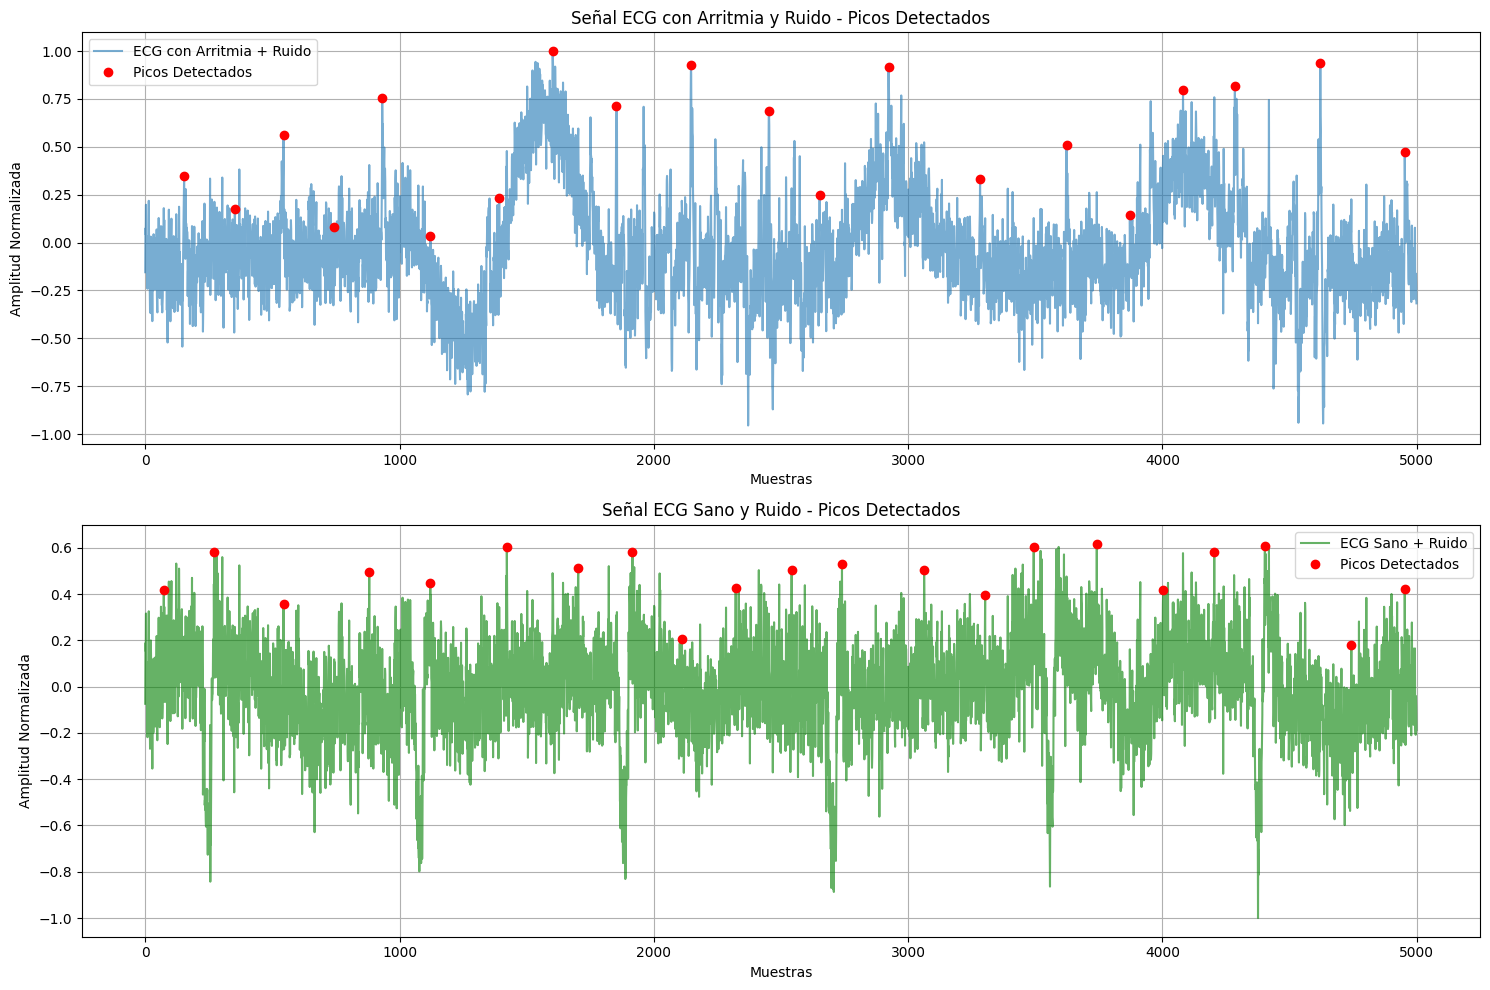 Señal ECG con Arritmia y Ruido - Picos Detectados
ECG con Arritmia + Ruido
Picos Detectados
Amplitud Normalizada
1.00
0.75
0.50
0.25
0.00
−0.25
−0.50
−0.75
−1.00
0 1000 2000 3000 4000 5000
Muestras
Señal ECG Sano y Ruido - Picos Detectados
ECG Sano + Ruido
Picos Detectados
Amplitud Normalizada
0.6
0.4
0.2
0.0
−0.2
−0.4
−0.6
−0.8
−1.0
0 1000 2000 3000 4000 5000
Muestras